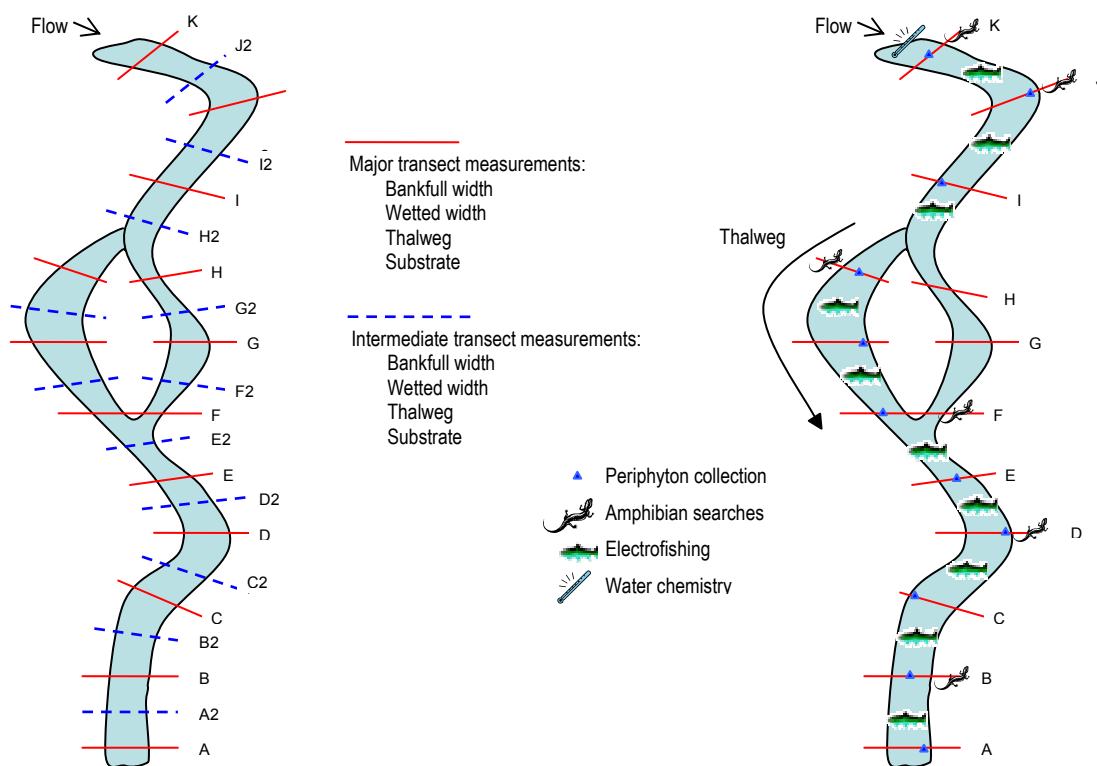 Flow
K
J2
I2
I
H2
H
G2
G
F2
F
E2
E
D2
D
C2
C
B2
B
A2
A
Major transect measurements:
Bankfull width
Wetted width
Thalweg
Substrate
Intermediate transect measurements:
Bankfull width
Wetted width
Thalweg
Substrate
Flow
K
I
Thalweg
H
G
F
E
D
C
B
A
Periphyton collection
Amphibian searches
Electrofishing
Water chemistry